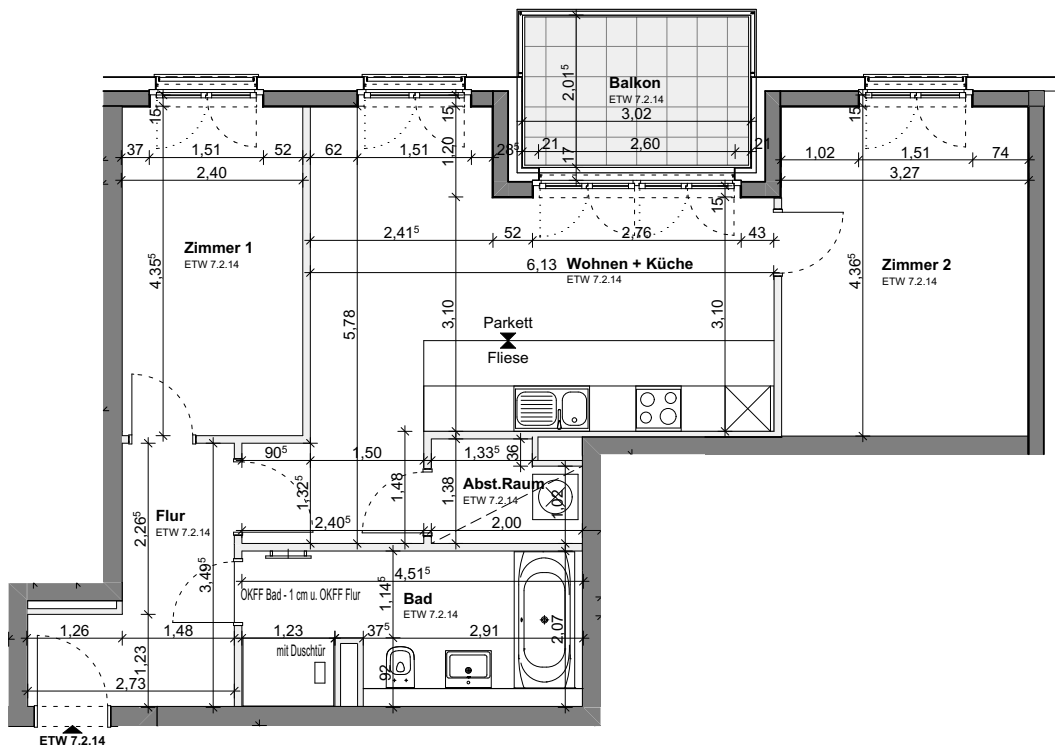 Balkon
ETW 7.2.14
2,01⁵
3,02
15
15
15
37
1,51
52
62
1,51
1,20
28⁵
21
17
2,60
21
1,02
1,51
74
2,40
3,27
15
2,41⁵
52
2,76
43
Zimmer 1
ETW 7.2.14
4,35⁵
6,13
Wohnen + Küche
ETW 7.2.14
Zimmer 2
ETW 7.2.14
4,36⁵
5,78
3,10
3,10
Parkett
Fliese
90⁵
1,50
1,33⁵
36
1,32⁵
1,48
1,38
Abst.Raum
ETW 7.2.14
1,02
Flur
ETW 7.2.14
2,26⁵
3,49⁵
2,40⁵
2,00
4,51⁵
OKFF Bad - 1 cm u. OKFF Flur
1,14⁵
Bad
ETW 7.2.14
2,07
1,26
1,48
1,23
37⁵
2,91
mit Duschtür
1,23
92
2,73
ETW 7.2.14